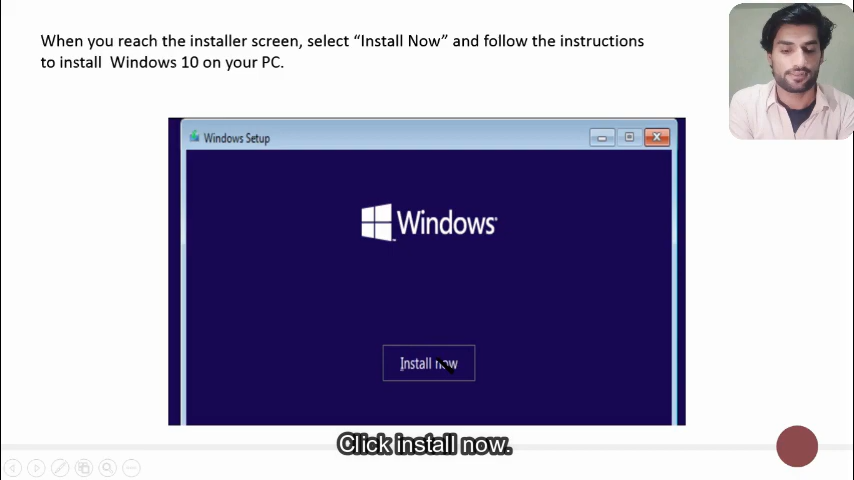 When you reach the installer screen, select “Install Now” and follow the instructions
to install Windows 10 on your PC.
Windows Setup
Windows
Install now
Click install now.